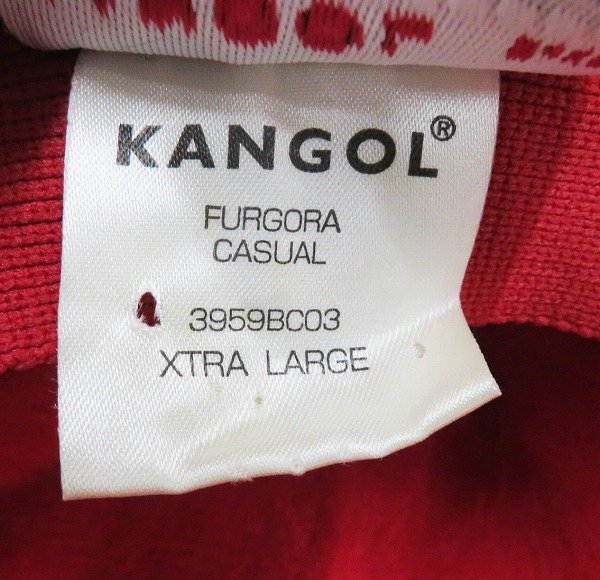 KANGOL®
FURGORA
CASUAL
3959BC03
XTRA LARGE